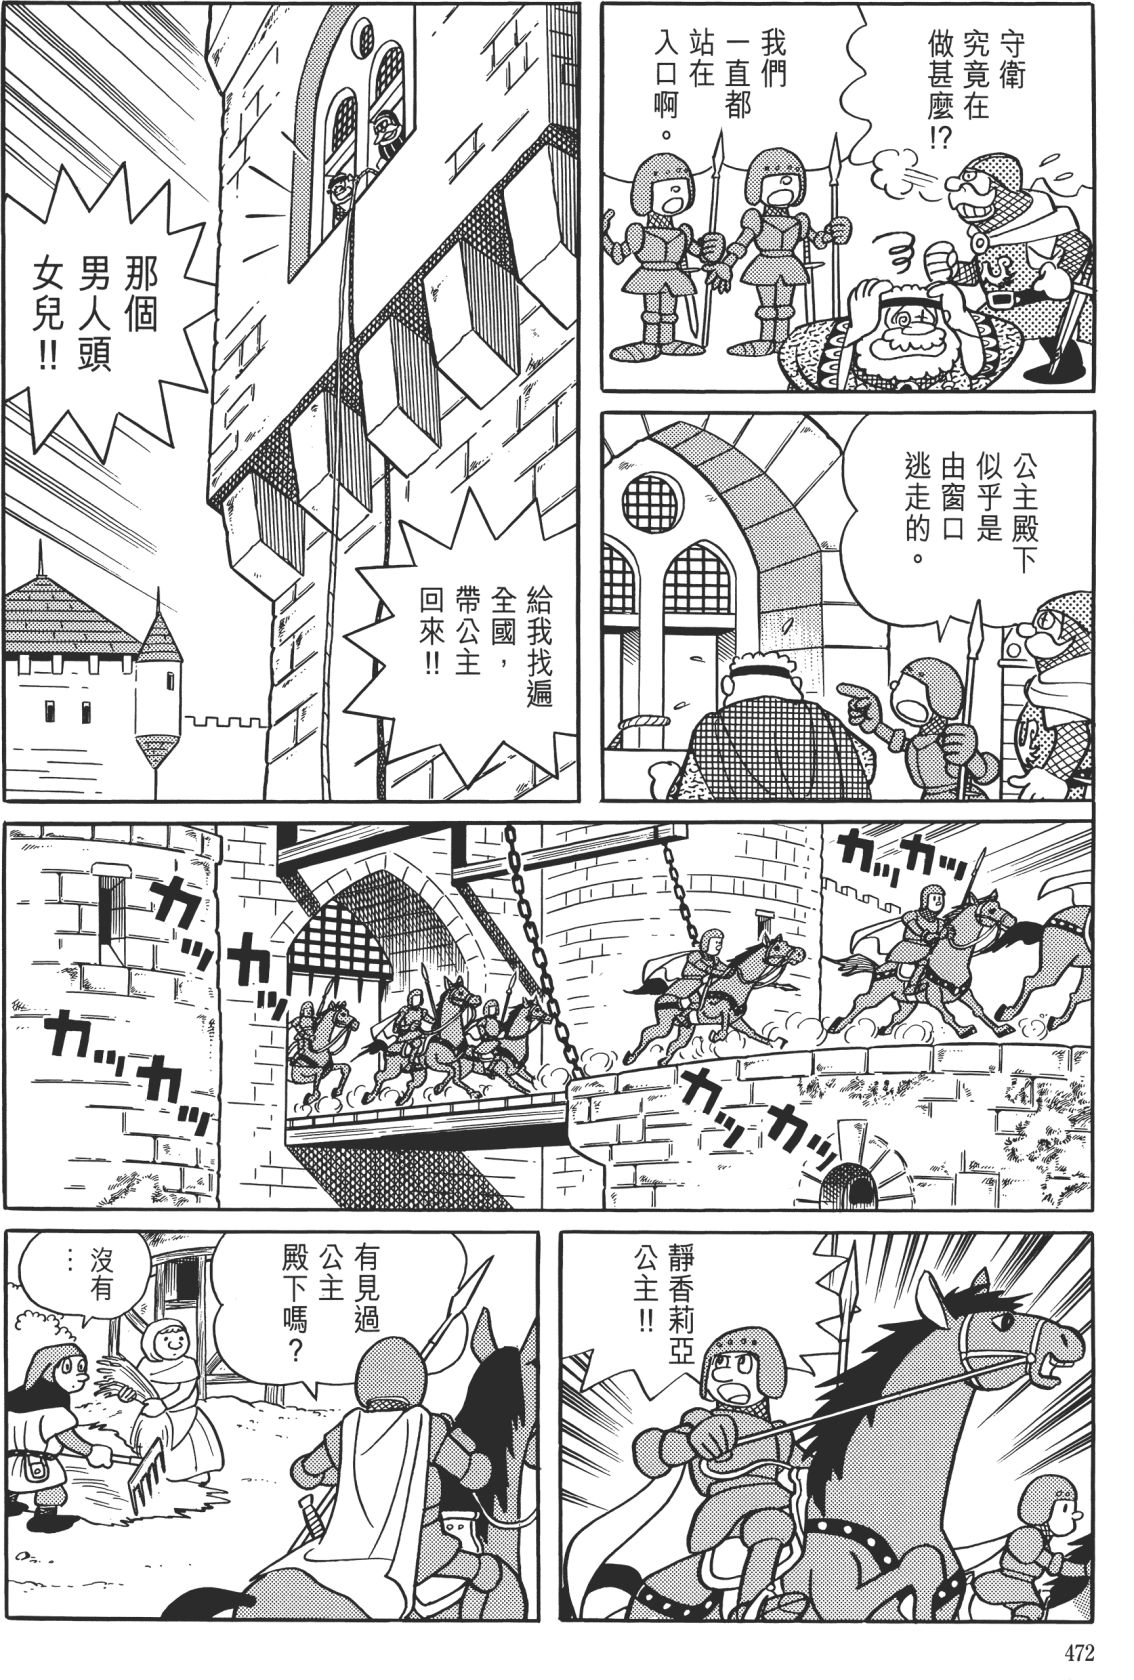 守衛
究竟在
做甚麼!?
我們
一直都
站在
入口啊。
公主殿下
似乎是
由窗口
逃走的。
那個
男人頭
女兒!!
給我找遍
全國，
帶公主
回來!!
カッカッ
カッ
カッ
カッカッ
カッカッ
靜香莉亞
公主!!
有見過
公主
殿下嗎？
沒有
…
472